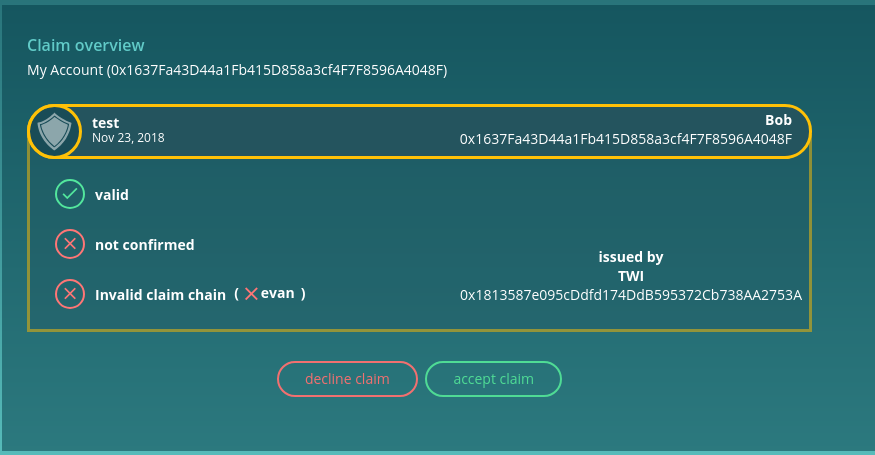 Claim overview
My Account (0x1637Fa43D44a1Fb415D858a3cf4F7F8596A4048F)
test
Nov 23, 2018
Bob
0x1637Fa43D44a1Fb415D858a3cf4F7F8596A4048F
valid
not confirmed
Invalid claim chain ( evan )
issued by
TWI
0x1813587e095cDdfd174DdB595372Cb738AA2753A
decline claim
accept claim